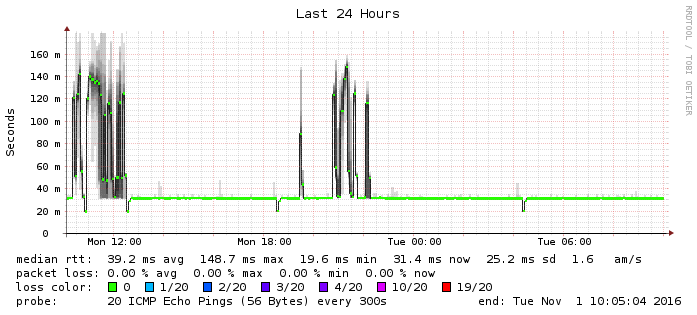 Last 24 Hours
RRDTOOL / TOBI OETIKER
Seconds
160 m
140 m
120 m
100 m
80 m
60 m
40 m
20 m
0
Mon 12:00 Mon 18:00 Tue 00:00 Tue 06:00
median rtt: 39.2 ms avg 148.7 ms max 19.6 ms min 31.4 ms now 25.2 ms sd 1.6 am/s
packet loss: 0.00 % avg 0.00 % max 0.00 % min 0.00 % now
loss color: 0 1/20 2/20 3/20 4/20 10/20 19/20
probe: 20 ICMP Echo Pings (56 Bytes) every 300s end: Tue Nov 1 10:05:04 2016